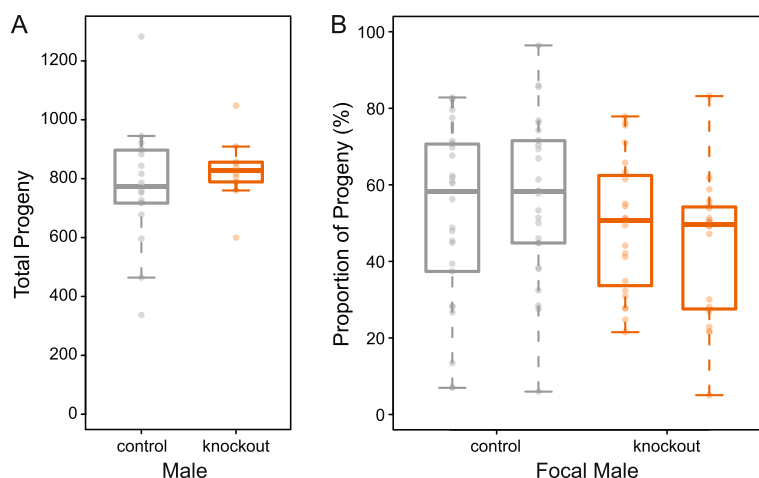 A
Total Progeny
1200
1000
800
600
400
200
0
control knockout
Male
B
Proportion of Progeny (%)
100
80
60
40
20
0
control knockout
Focal Male